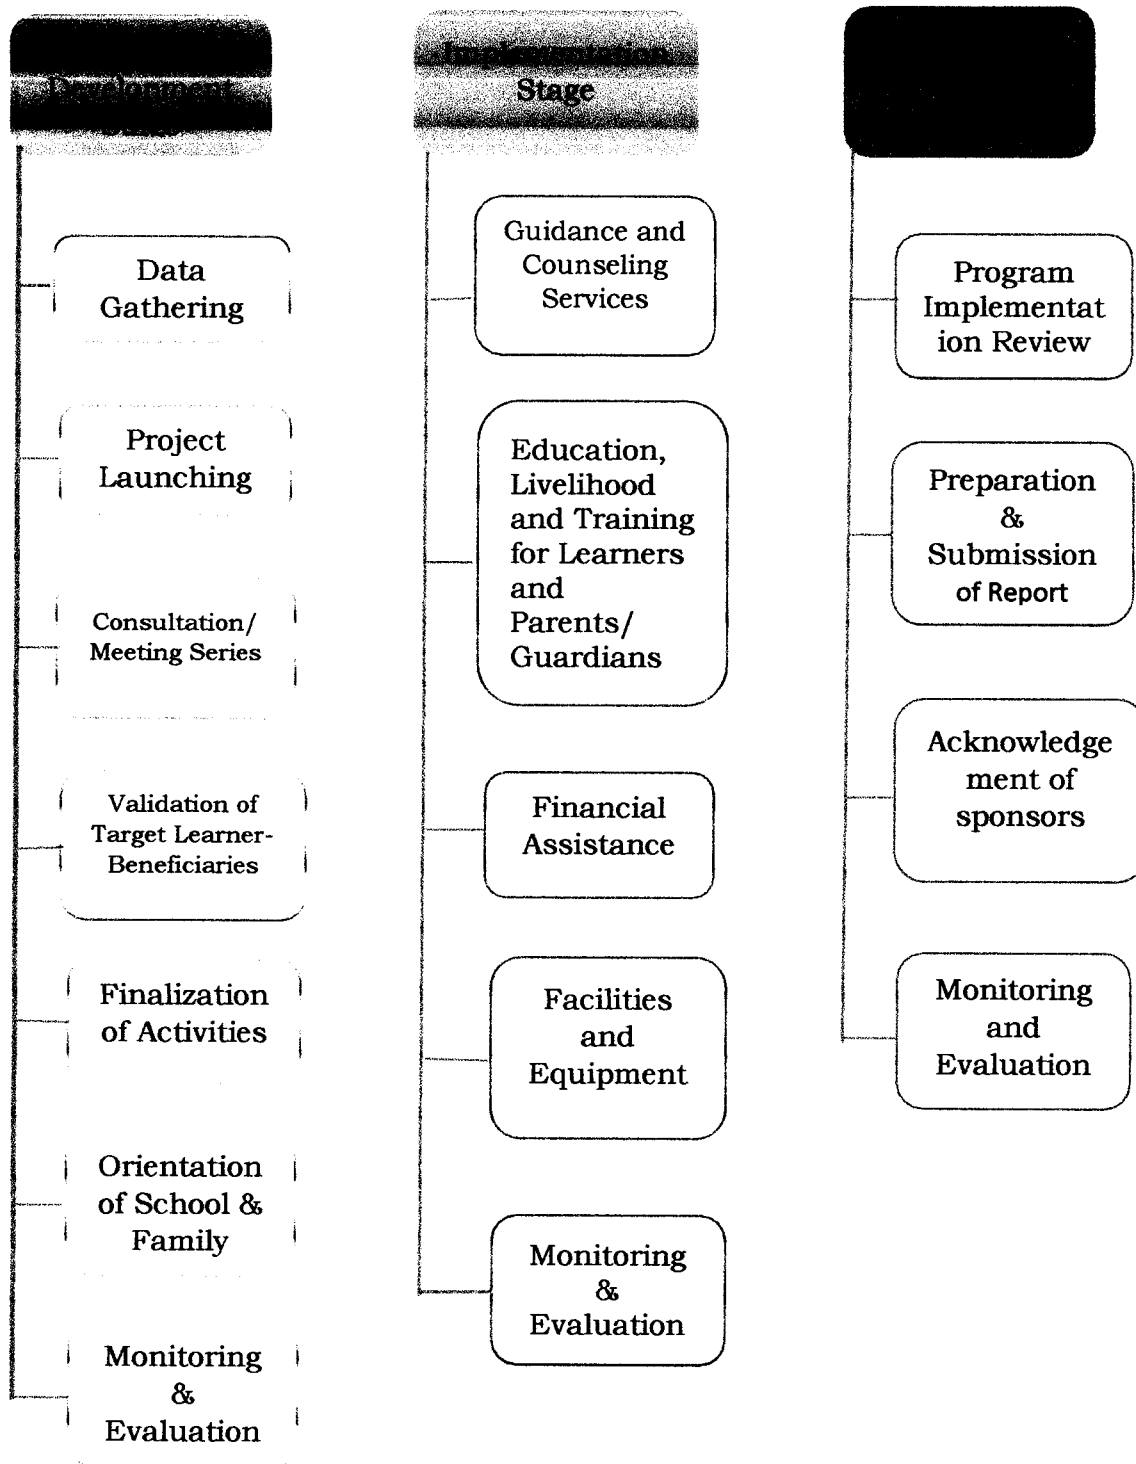 Development
Stage
Data
Gathering
Project
Launching
Consultation/
Meeting Series
Validation of
Target Learner-
Beneficiaries
Finalization
of Activities
Orientation
of School &
Family
Monitoring
&
Evaluation
Implementation
Stage
Guidance and
Counseling
Services
Education,
Livelihood
and Training
for Learners
and
Parents/
Guardians
Financial
Assistance
Facilities
and
Equipment
Monitoring
&
Evaluation
Program
Implementat
ion Review
Preparation
&
Submission
of Report
Acknowledge
ment of
sponsors
Monitoring
and
Evaluation